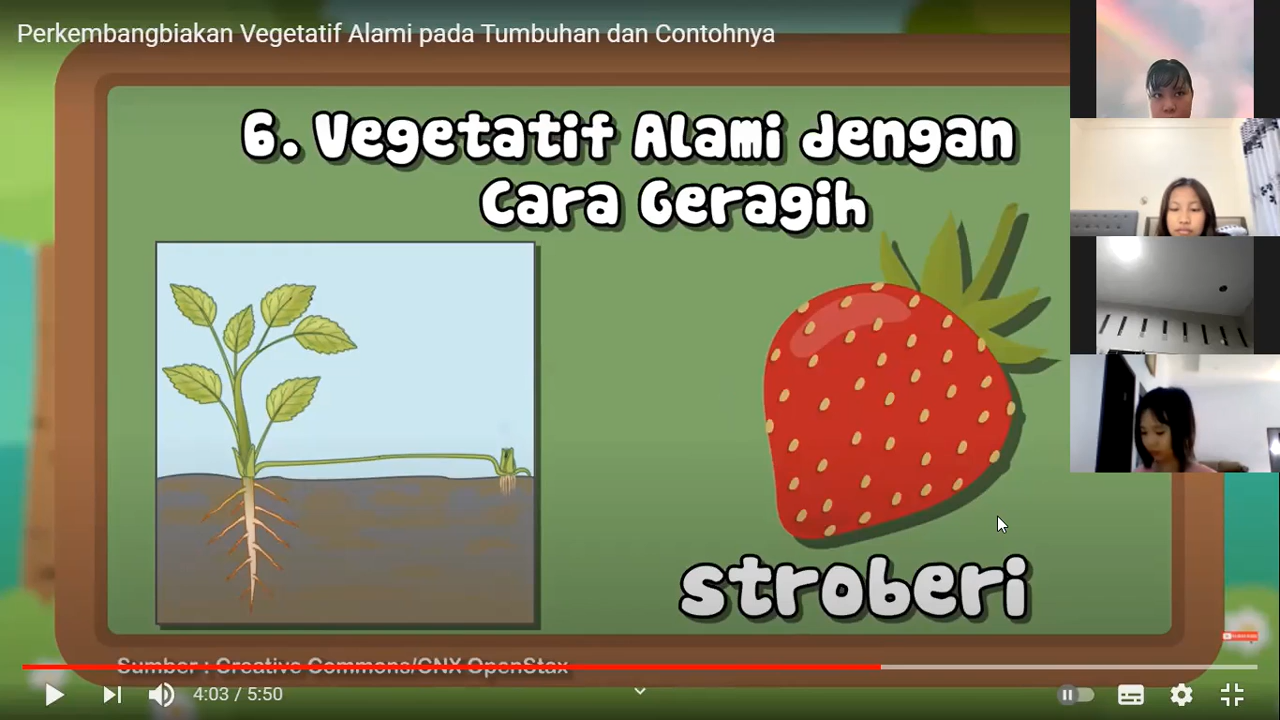 Perkembangbiakan Vegetatif Alami pada Tumbuhan dan Contohnya
6. Vegetatif Alami dengan
Cara Geragih
stroberi
Sumber : Creative Commons/CNX OpenStax
4:03 / 5:50